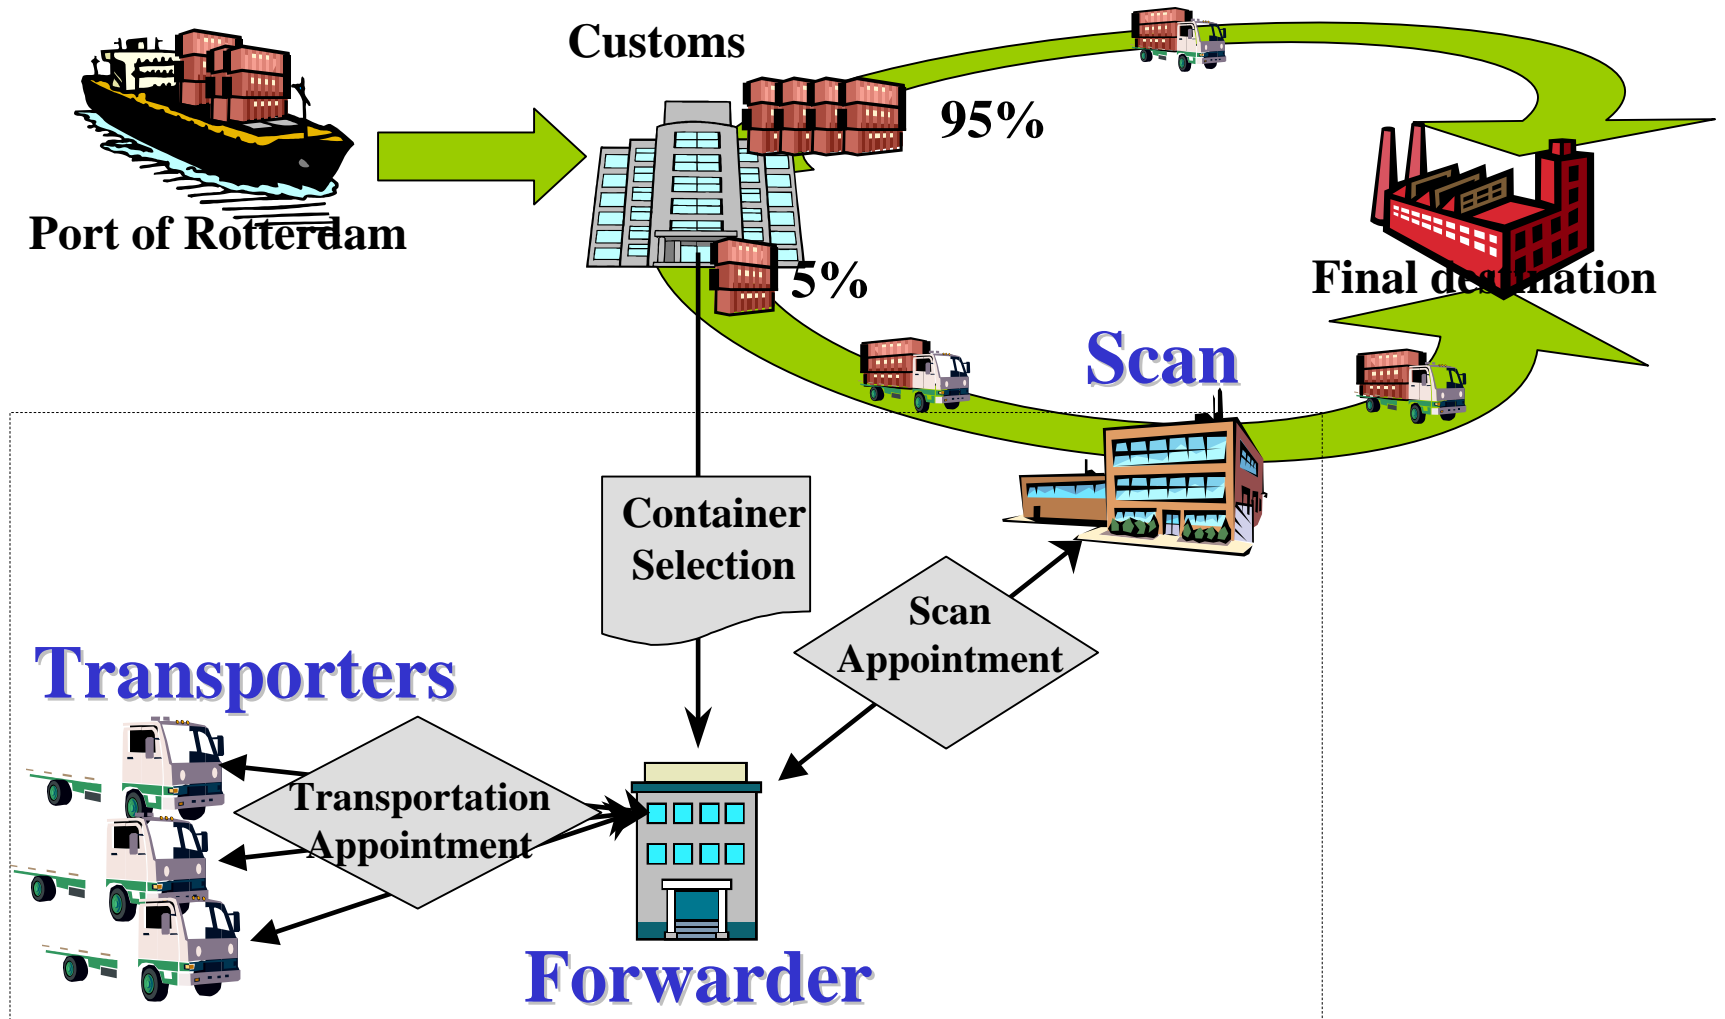 Customs
95%
Port of Rotterdam
5%
Final destination
Scan
Container
Selection
Scan
Appointment
Transporters
Transportation
Appointment
Forwarder